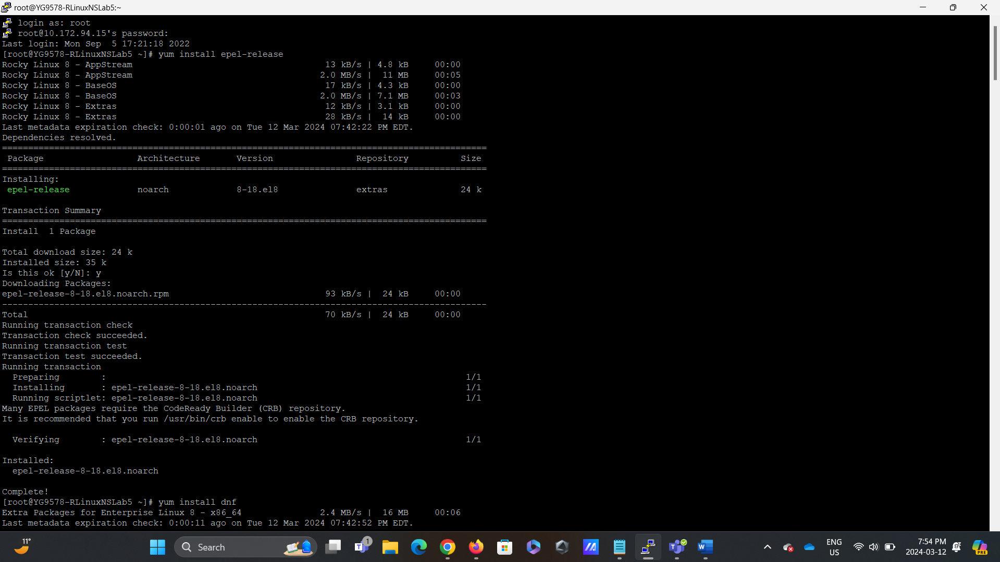 root@YG9578-RLinuxNSLab5:~
login as: root
root@10.172.94.15's password:
Last login: Mon Sep  5 17:21:18 2022
[root@YG9578-RLinuxNSLab5 ~]# yum install epel-release
Rocky Linux 8 - AppStream 13 kB/s | 4.8 kB 00:00
Rocky Linux 8 - AppStream 2.0 MB/s | 11 MB 00:05
Rocky Linux 8 - BaseOS 17 kB/s | 4.3 kB 00:00
Rocky Linux 8 - BaseOS 2.0 MB/s | 7.1 MB 00:03
Rocky Linux 8 - Extras 12 kB/s | 3.1 kB 00:00
Rocky Linux 8 - Extras 28 kB/s | 14 kB 00:00
Last metadata expiration check: 0:00:01 ago on Tue 12 Mar 2024 07:42:22 PM EDT.
Dependencies resolved.
================================================================================
Package Architecture Version Repository Size
================================================================================
Installing:
epel-release noarch 8-18.el8 extras 24 k
Transaction Summary
================================================================================
Install  1 Package
Total download size: 24 k
Installed size: 35 k
Is this ok [y/N]: y
Downloading Packages:
epel-release-8-18.el8.noarch.rpm 93 kB/s | 24 kB 00:00
--------------------------------------------------------------------------------
Total 70 kB/s | 24 kB 00:00
Running transaction check
Transaction check succeeded.
Running transaction test
Transaction test succeeded.
Running transaction
Preparing : 1/1
Installing : epel-release-8-18.el8.noarch 1/1
Running scriptlet: epel-release-8-18.el8.noarch 1/1
Many EPEL packages require the CodeReady Builder (CRB) repository.
It is recommended that you run /usr/bin/crb enable to enable the CRB repository.
Verifying : epel-release-8-18.el8.noarch 1/1
Installed:
epel-release-8-18.el8.noarch
Complete!
[root@YG9578-RLinuxNSLab5 ~]# yum install dnf
Extra Packages for Enterprise Linux 8 - x86_64 2.4 MB/s | 16 MB 00:06
Last metadata expiration check: 0:00:11 ago on Tue 12 Mar 2024 07:42:52 PM EDT.
11°
Search
1
ENG
US
7:54 PM
2024-03-12
PRE